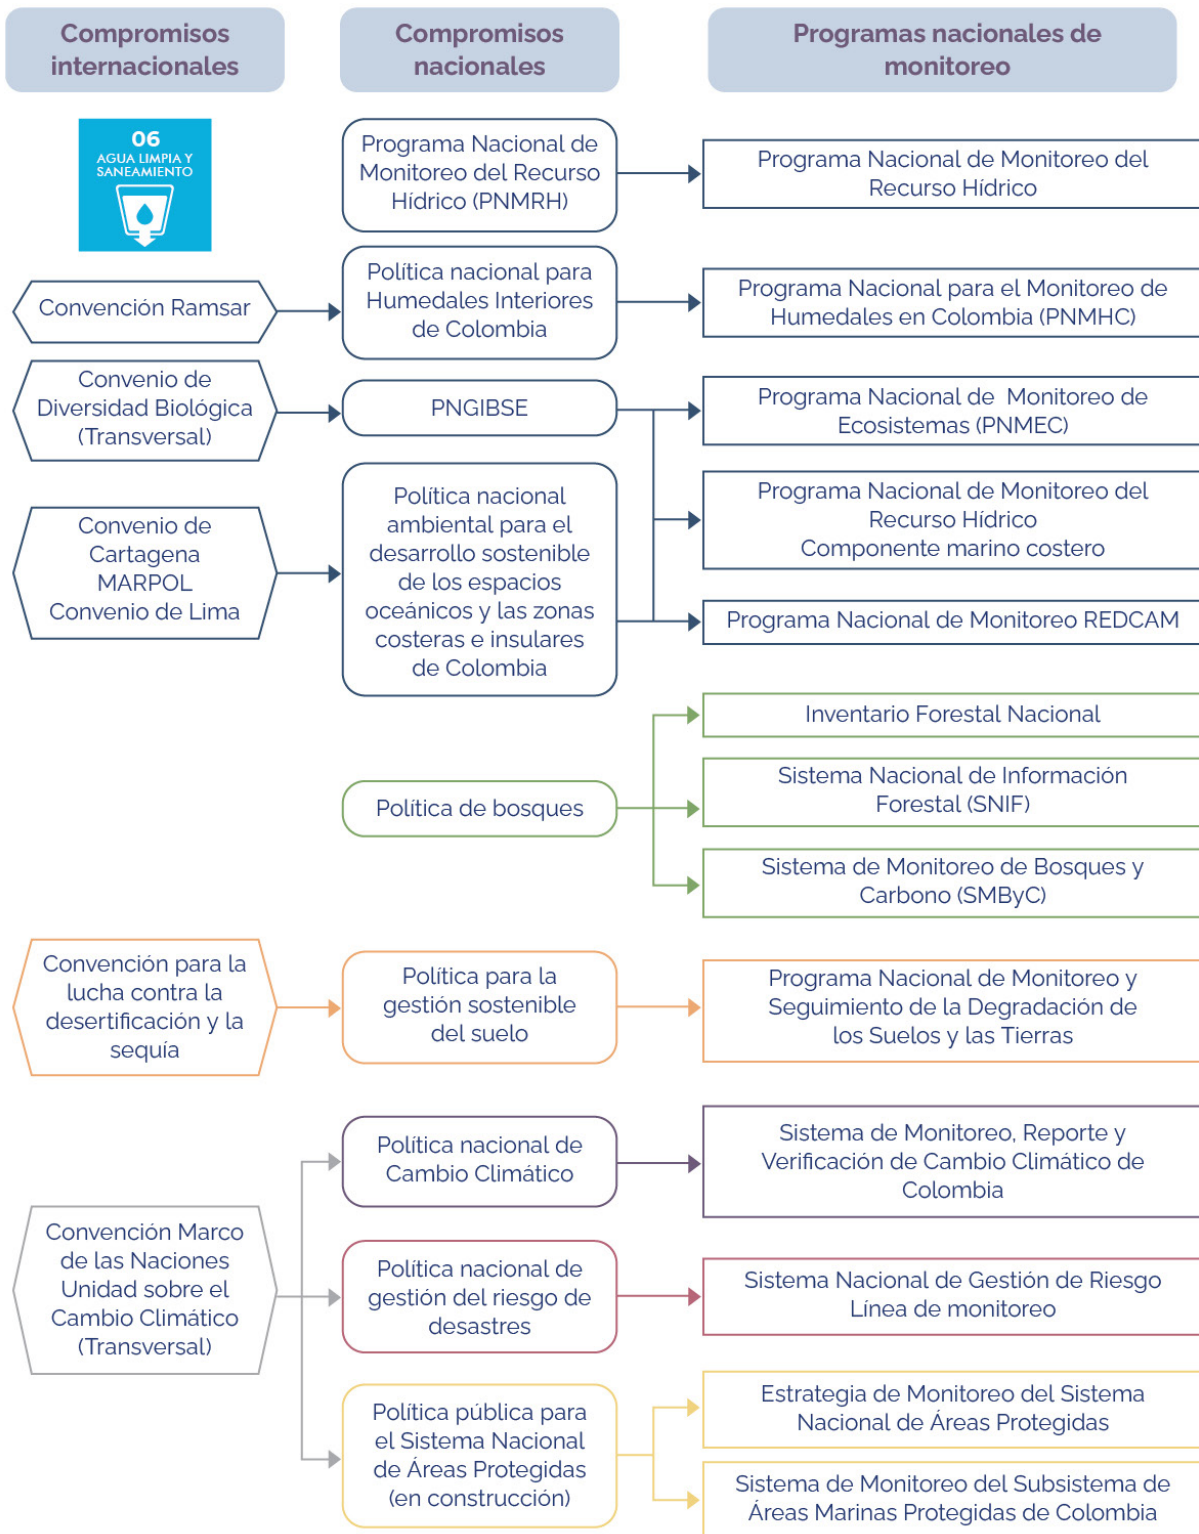 Compromisos
internacionales
Compromisos
nacionales
Programas nacionales de
monitoreo
06
AGUA LIMPIA Y
SANEAMIENTO
Programa Nacional de
Monitoreo del Recurso
Hídrico (PNMRH)
Programa Nacional de Monitoreo del
Recurso Hídrico
Convención Ramsar
Política nacional para
Humedales Interiores
de Colombia
Programa Nacional para el Monitoreo de
Humedales en Colombia (PNMHC)
Convenio de
Diversidad Biológica
(Transversal)
PNGIBSE
Programa Nacional de Monitoreo de
Ecosistemas (PNMEC)
Convenio de
Cartagena
MARPOL
Convenio de Lima
Política nacional
ambiental para el
desarrollo sostenible
de los espacios
oceánicos y las zonas
costeras e insulares
de Colombia
Programa Nacional de Monitoreo del
Recurso Hídrico
Componente marino costero
Programa Nacional de Monitoreo REDCAM
Política de bosques
Inventario Forestal Nacional
Sistema Nacional de Información
Forestal (SNIF)
Sistema de Monitoreo de Bosques y
Carbono (SMByC)
Convención para la
lucha contra la
desertificación y la
sequía
Política para la
gestión sostenible
del suelo
Programa Nacional de Monitoreo y
Seguimiento de la Degradación de
los Suelos y las Tierras
Convención Marco
de las Naciones
Unidad sobre el
Cambio Climático
(Transversal)
Política nacional de
Cambio Climático
Sistema de Monitoreo, Reporte y
Verificación de Cambio Climático de
Colombia
Política nacional de
gestión del riesgo de
desastres
Sistema Nacional de Gestión de Riesgo
Línea de monitoreo
Política pública para
el Sistema Nacional
de Áreas Protegidas
(en construcción)
Estrategia de Monitoreo del Sistema
Nacional de Áreas Protegidas
Sistema de Monitoreo del Subsistema de
Áreas Marinas Protegidas de Colombia